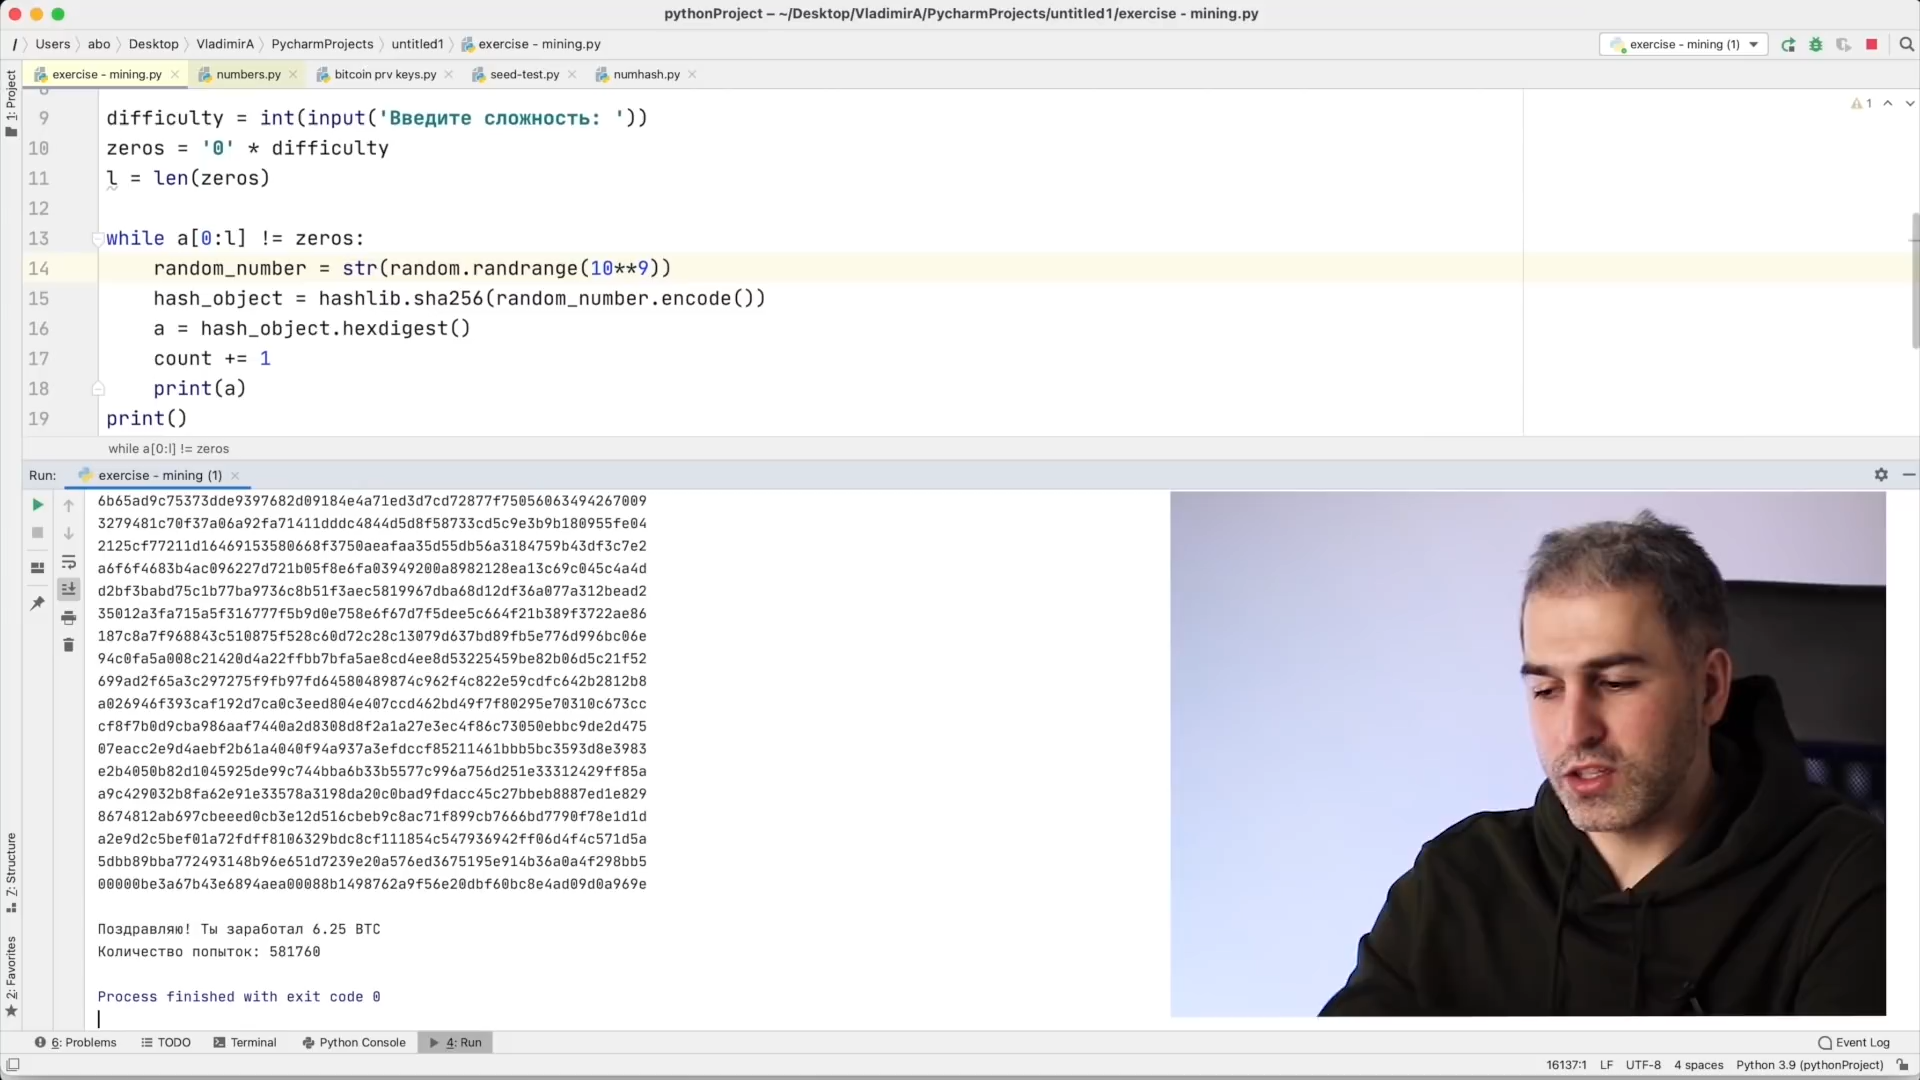 pythonProject – ~/Desktop/VladimirA/PycharmProjects/untitled1/exercise - mining.py
/ Users abo Desktop VladimirA PycharmProjects untitled1 exercise - mining.py
exercise - mining (1)
exercise - mining.py numbers.py bitcoin prv keys.py seed-test.py numhash.py
1: Project
1
9 difficulty = int(input('Введите сложность: '))
10 zeros = '0' * difficulty
11 l = len(zeros)
12
13 while a[0:l] != zeros:
14 random_number = str(random.randrange(10**9))
15 hash_object = hashlib.sha256(random_number.encode())
16 a = hash_object.hexdigest()
17 count += 1
18 print(a)
19 print()
while a[0:l] != zeros
Run: exercise - mining (1)
6b65ad9c75373dde9397682d09184e4a71ed3d7cd72877f75056063494267009
3279481c70f37a06a92fa71411dddc4844d5d8f58733cd5c9e3b9b180955fe04
2125cf77211d16469153580668f3750aeafaa35d55db56a3184759b43df3c7e2
a6f6f4683b4ac096227d721b05f8e6fa03949200a8982128ea13c69c045c4a4d
d2bf3babd75c1b77ba9736c8b51f3aec5819967dba68d12df36a077a312bead2
35012a3fa715a5f316777f5b9d0e758e6f67d7f5dee5c664f21b389f3722ae86
187c8a7f968843c510875f528c60d72c28c13079d637bd89fb5e776d996bc06e
94c0fa5a008c21420d4a22ffbb7bfa5ae8cd4ee8d53225459be82b06d5c21f52
699ad2f65a3c297275f9fb97fd64580489874c962f4c822e59cdfc642b2812b8
a026946f393caf192d7ca0c3eed804e407ccd462bd49f7f80295e70310c673cc
cf8f7b0d9cba986aaf7440a2d8308d8f2a1a27e3ec4f86c73050ebbc9de2d475
07eacc2e9d4aebf2b61a4040f94a937a3efdccf85211461bbb5bc3593d8e3983
e2b4050b82d1045925de99c744bba6b33b5577c996a756d251e33312429ff85a
a9c429032b8fa62e91e33578a3198da20c0bad9fdacc45c27bbeb8887ed1e829
8674812ab697cbeeed0cb3e12d516cbeb9c8ac71f899cb7666bd7790f78e1d1d
a2e9d2c5bef01a72fdff8106329bdc8cf111854c547936942ff06d4f4c571d5a
5dbb89bba772493148b96e651d7239e20a576ed3675195e914b36a0a4f298bb5
00000be3a67b43e6894aea00088b1498762a9f56e20dbf60bc8e4ad09d0a969e
Поздравляю! Ты заработал 6.25 BTC
Количество попыток: 581760
Process finished with exit code 0
7: Structure
2: Favorites
6: Problems TODO Terminal Python Console 4: Run Event Log
16137:1 LF UTF-8 4 spaces Python 3.9 (pythonProject)